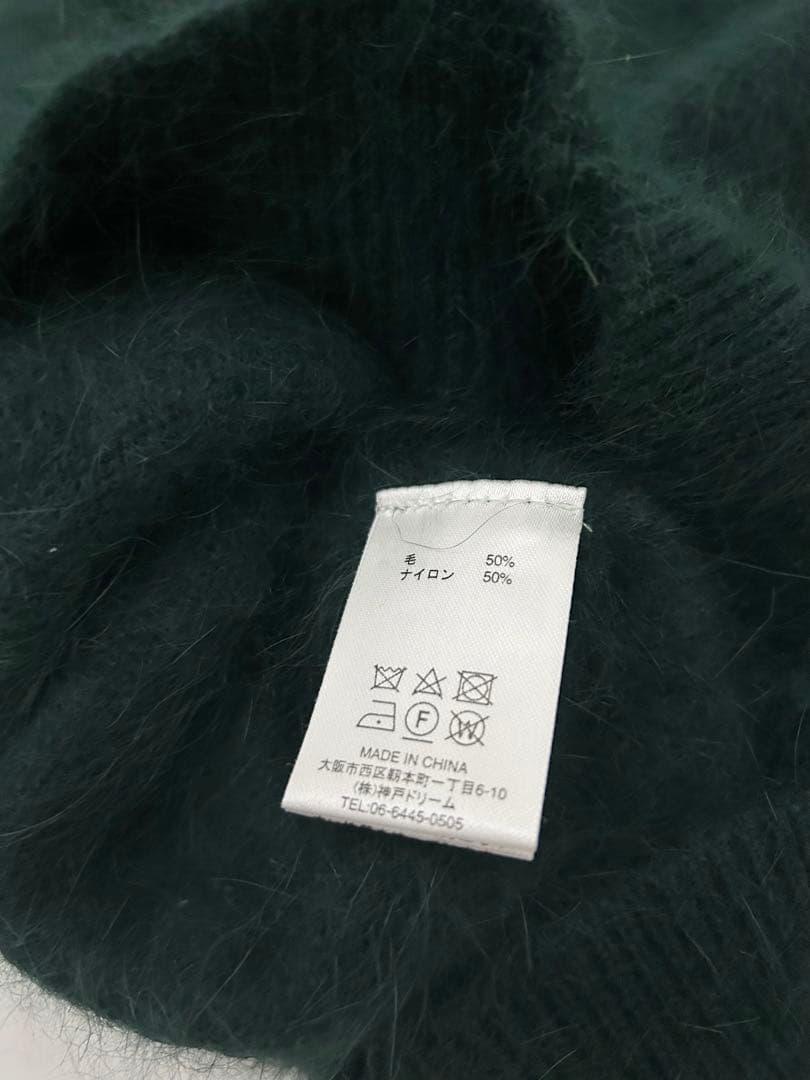 毛 50%
ナイロン 50%
F W
MADE IN CHINA
大阪市西区靭本町一丁目6-10
(株)神戸ドリーム
TEL:06-6445-0505